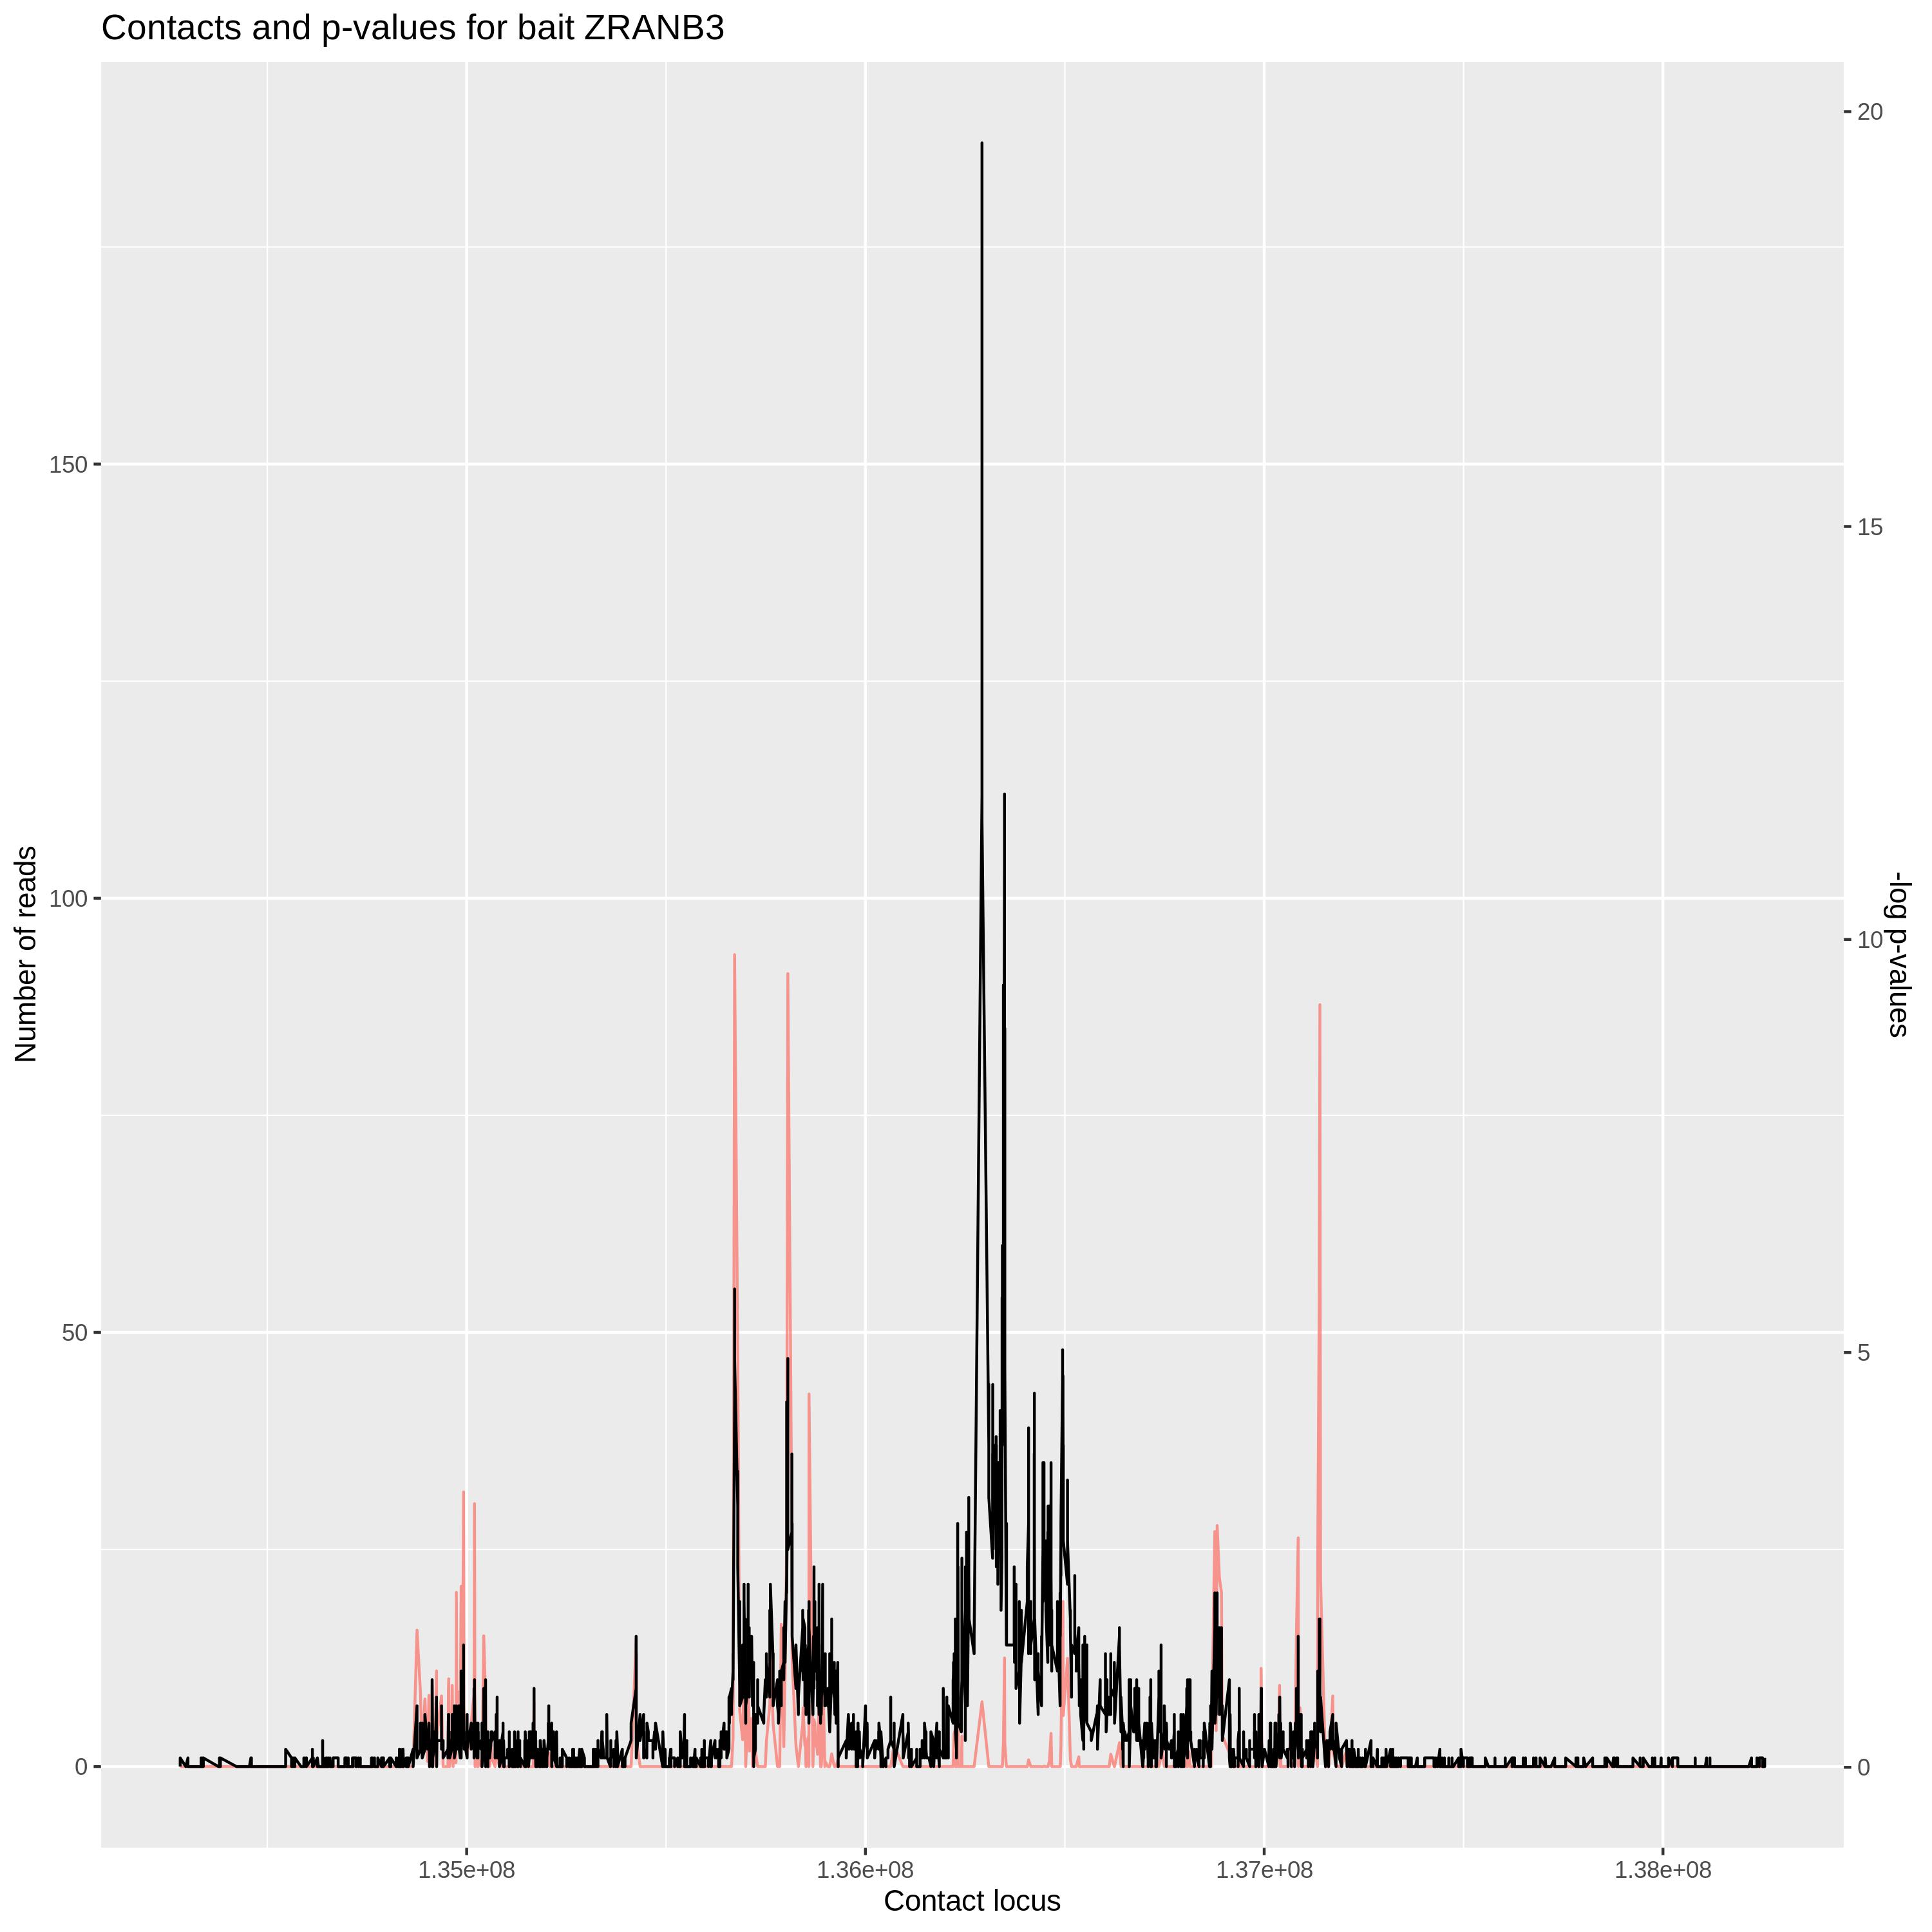 Contacts and p-values for bait ZRANB3
Number of reads
150
100
50
0
20
15
10
5
0
-log p-values
1.35e+08
1.36e+08
1.37e+08
1.38e+08
Contact locus